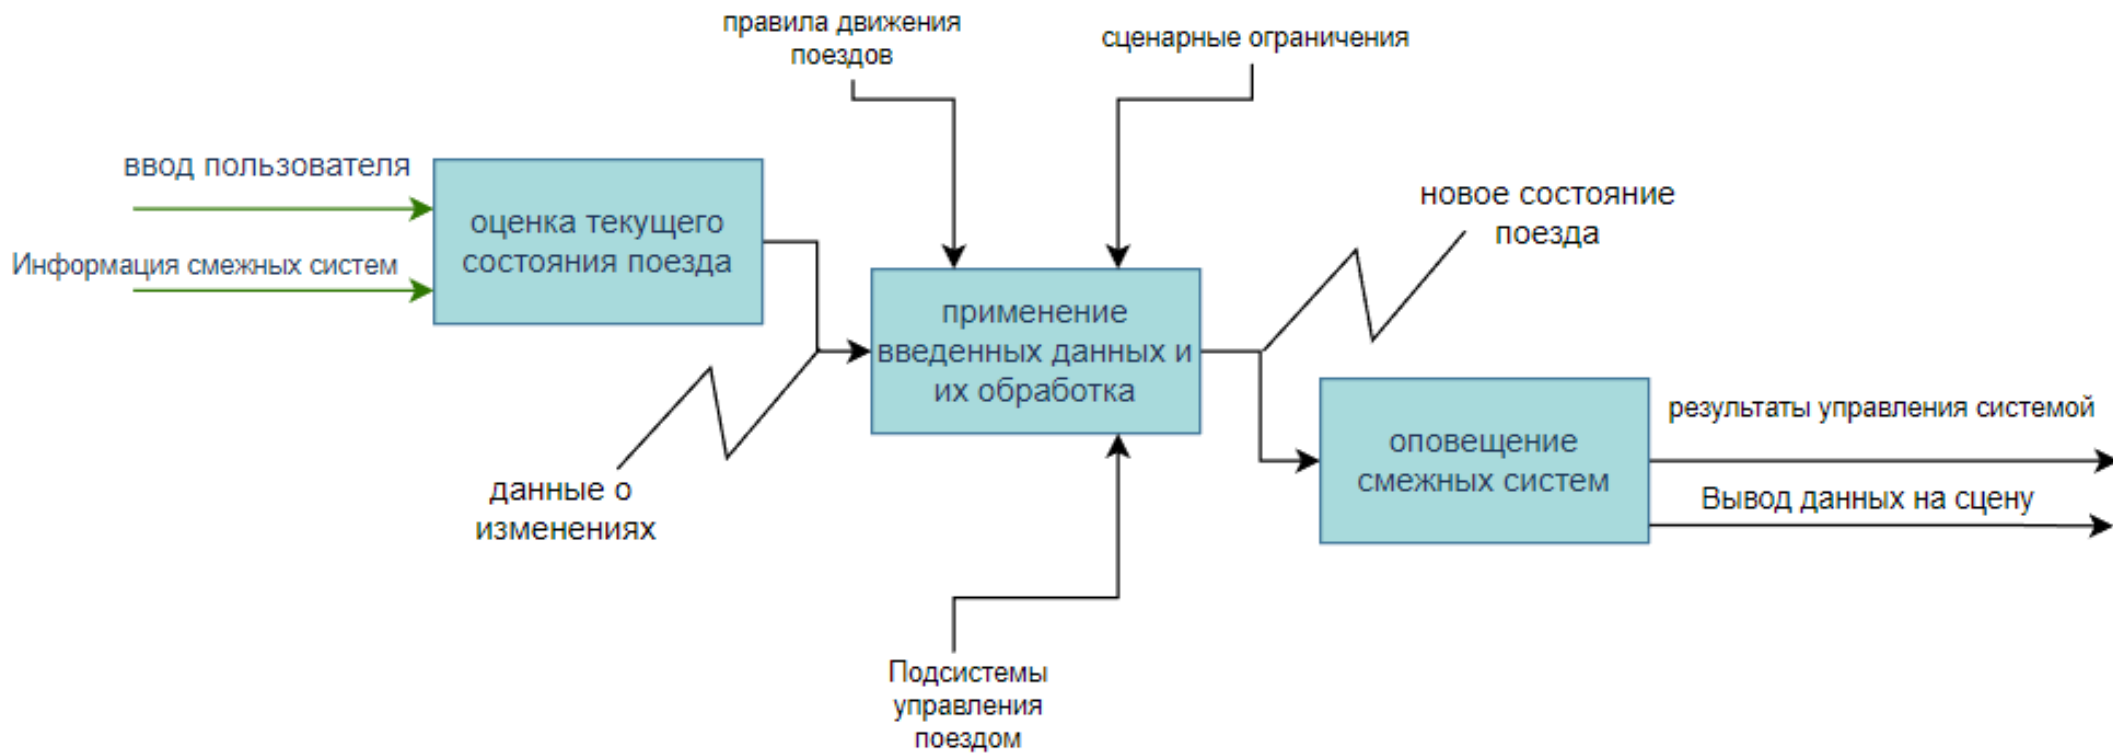 правила движения
поездов
сценарные ограничения
ввод пользователя
Информация смежных систем
оценка текущего
состояния поезда
новое состояние
поезда
применение
введенных данных и
их обработка
данные о
изменениях
оповещение
смежных систем
результаты управления системой
Вывод данных на сцену
Подсистемы
управления
поездом